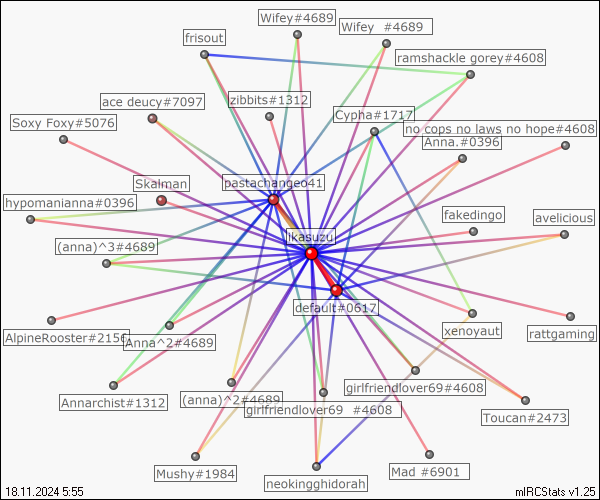 Wifey#4689
Wifey  #4689
frisout
ramshackle gorey#4608
ace deucy#7097
zibbits#1312
Cypha#1717
Soxy Foxy#5076
no cops no laws no hope#4608
Anna.#0396
Skalman
pastachangeo41
hypomanianna#0396
fakedingo
avelicious
likasuzu
(anna)^3#4689
default#0617
AlpineRooster#2156
Anna^2#4689
xenoyaut
rattgaming
Annarchist#1312
(anna)^2#4689
girlfriendlover69#4608
girlfriendlover69  #4608
Toucan#2473
Mushy#1984
neokingghidorah
Mad #6901
18.11.2024 5:55
mIRCStats v1.25